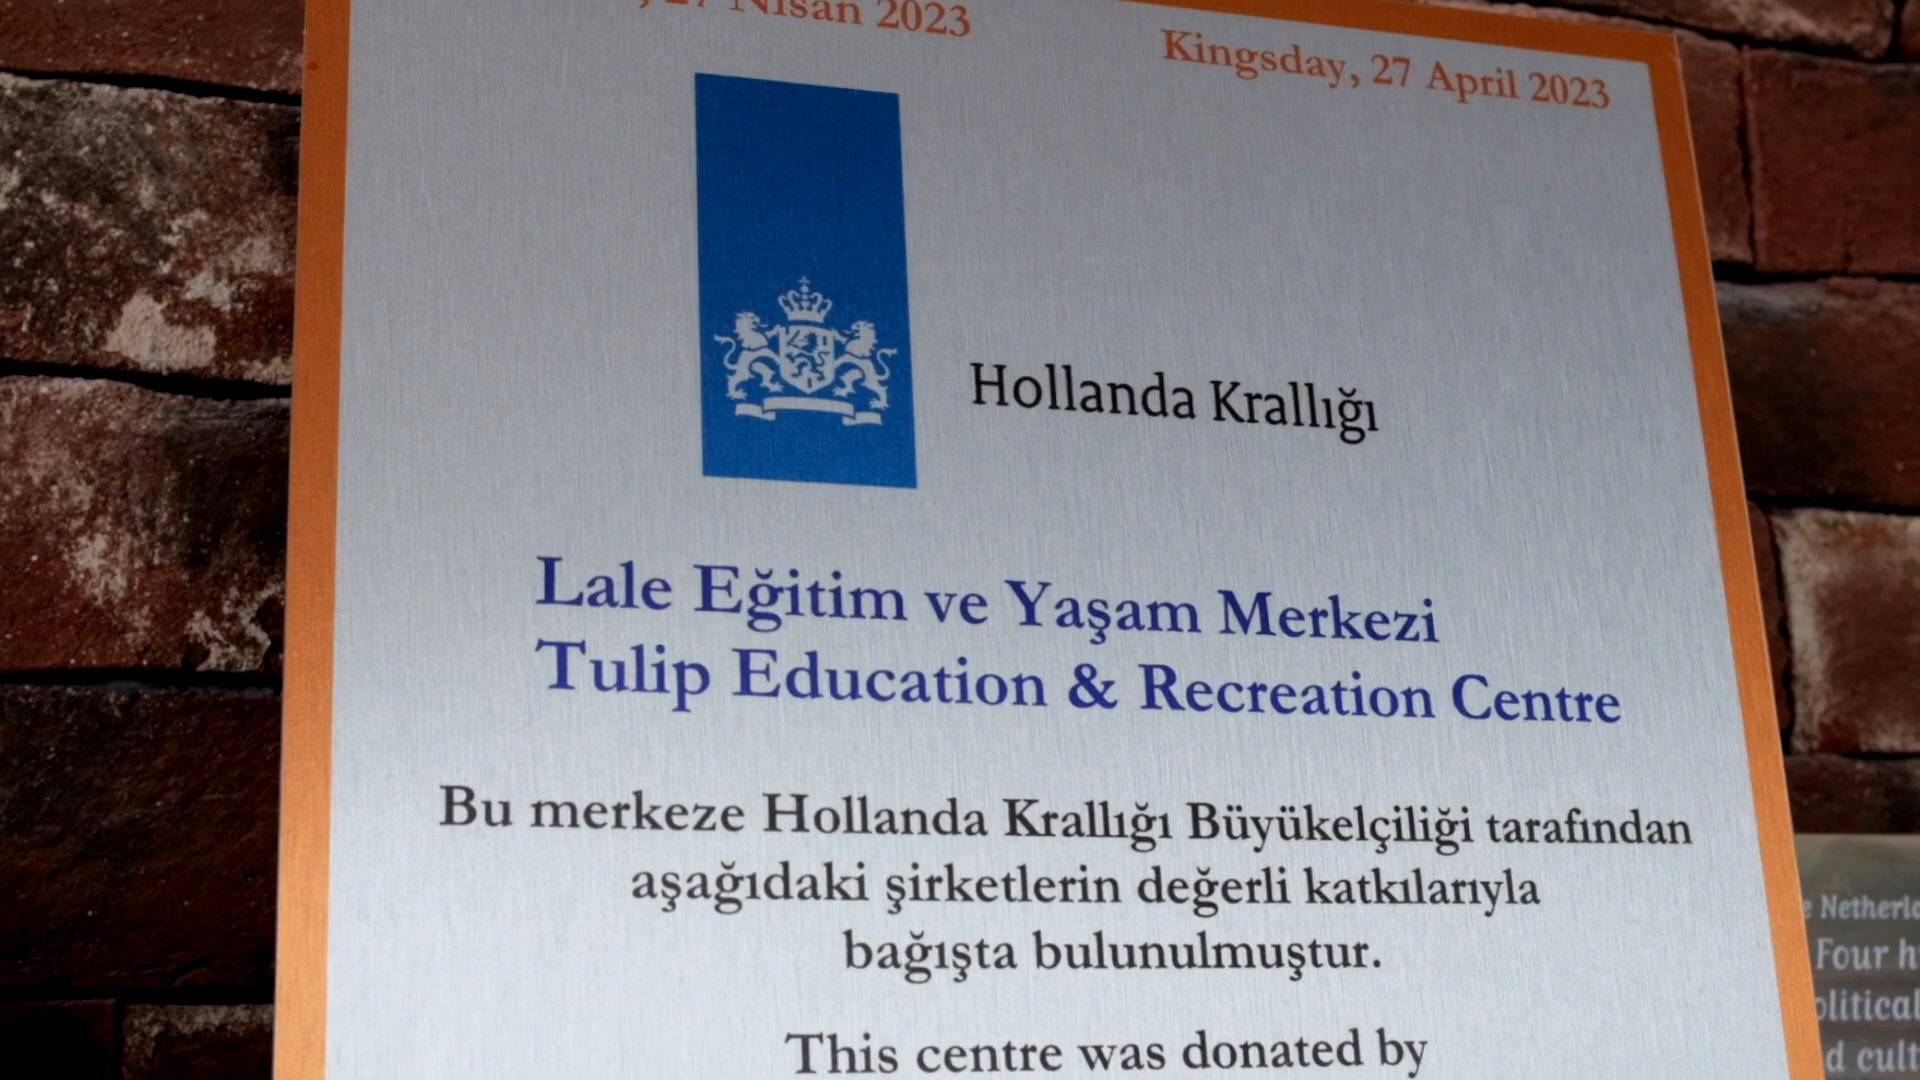 27 Nisan 2023
Kingsday, 27 April 2023
Hollanda Krallığı
Lale Eğitim ve Yaşam Merkezi
Tulip Education & Recreation Centre
Bu merkeze Hollanda Krallığı Büyükelçiliği tarafından
aşağıdaki şirketlerin değerli katkılarıyla
bağışta bulunulmuştur.
This centre was donated by
Four